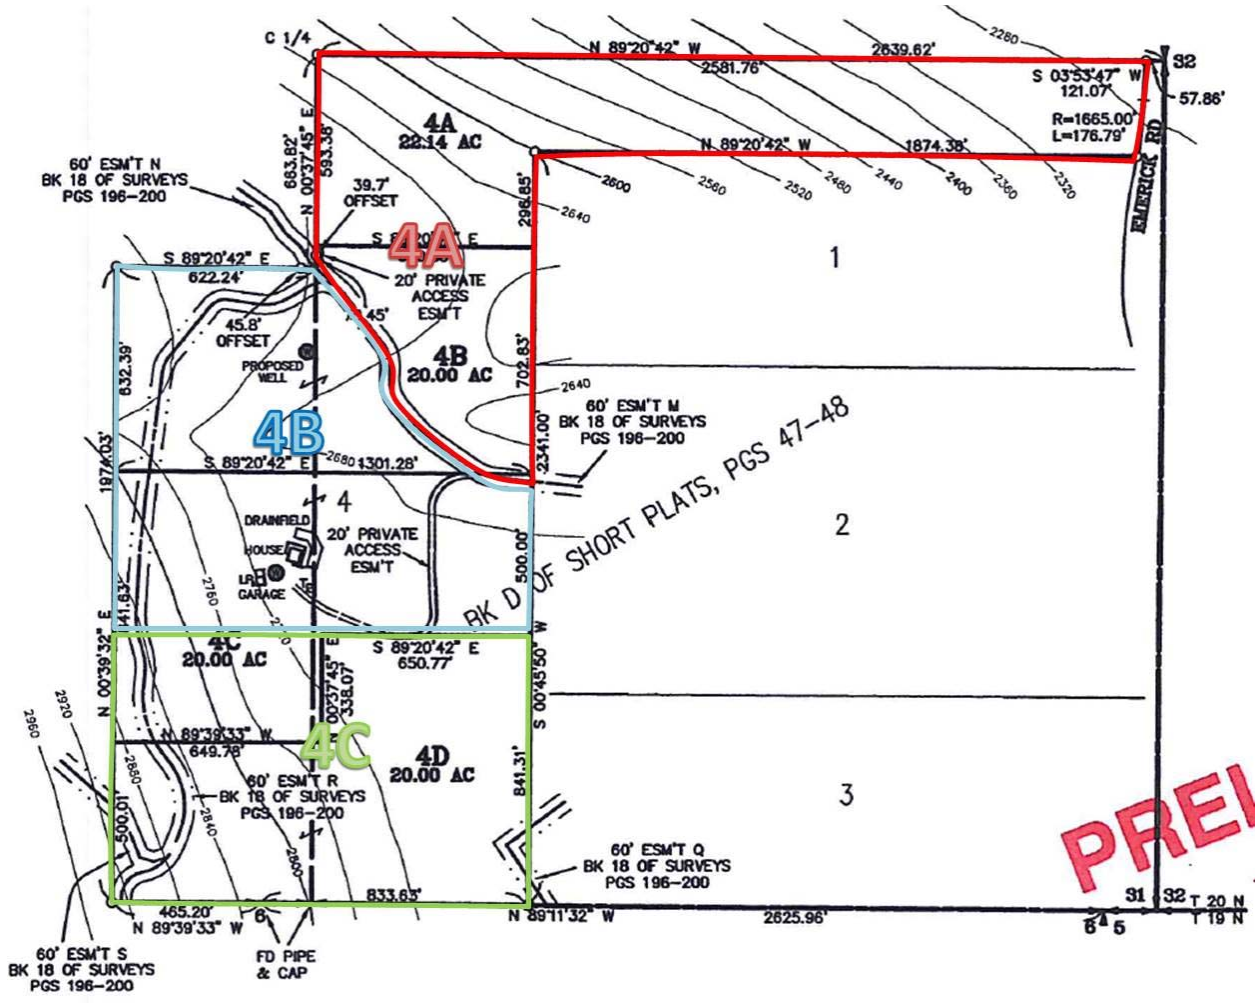 C 1/4
N 89°20'42" W
2639.62'
2581.76'
2280
32
S 03°53'47" W
121.07'
57.86'
R=1665.00'
L=176.79'
EMERICK RD
4A
22.14 AC
N 89°20'42" W
1874.38'
663.82'
N 00°37'45" E
593.38'
60' ESM'T N
BK 18 OF SURVEYS
PGS 196-200
39.7'
OFFSET
296.85'
2600
2560
2520
2480
2440
2400
2360
2320
2640
4A
S 89°20'42" E
622.24'
20' PRIVATE
ACCESS
ESM'T
1
45.8'
OFFSET
PROPOSED
WELL
4B
20.00 AC
632.39'
702.83'
2640
60' ESM'T M
BK 18 OF SURVEYS
PGS 196-200
2341.00'
4B
2680
S 89°20'42" E
1301.28'
1974.03'
4
DRAINFIELD
HOUSE
GARAGE
20' PRIVATE
ACCESS
ESM'T
500.00'
BK D OF SHORT PLATS, PGS 47-48
2
2760
N 00°39'32" E
4C
20.00 AC
S 89°20'42" E
650.77'
00°37'45"
338.07'
S 00°45'50" W
2920
2960
N 89°39'33" W
649.78'
4C
4D
20.00 AC
841.31'
2880
2840
2800
60' ESM'T R
BK 18 OF SURVEYS
PGS 196-200
500.01'
3
PREI
60' ESM'T Q
BK 18 OF SURVEYS
PGS 196-200
465.20'
N 89°39'33" W
6
833.63'
N 89°11'32" W
2625.96'
31
32
T 20 N
T 19 N
6
5
60' ESM'T S
BK 18 OF SURVEYS
PGS 196-200
FD PIPE
& CAP